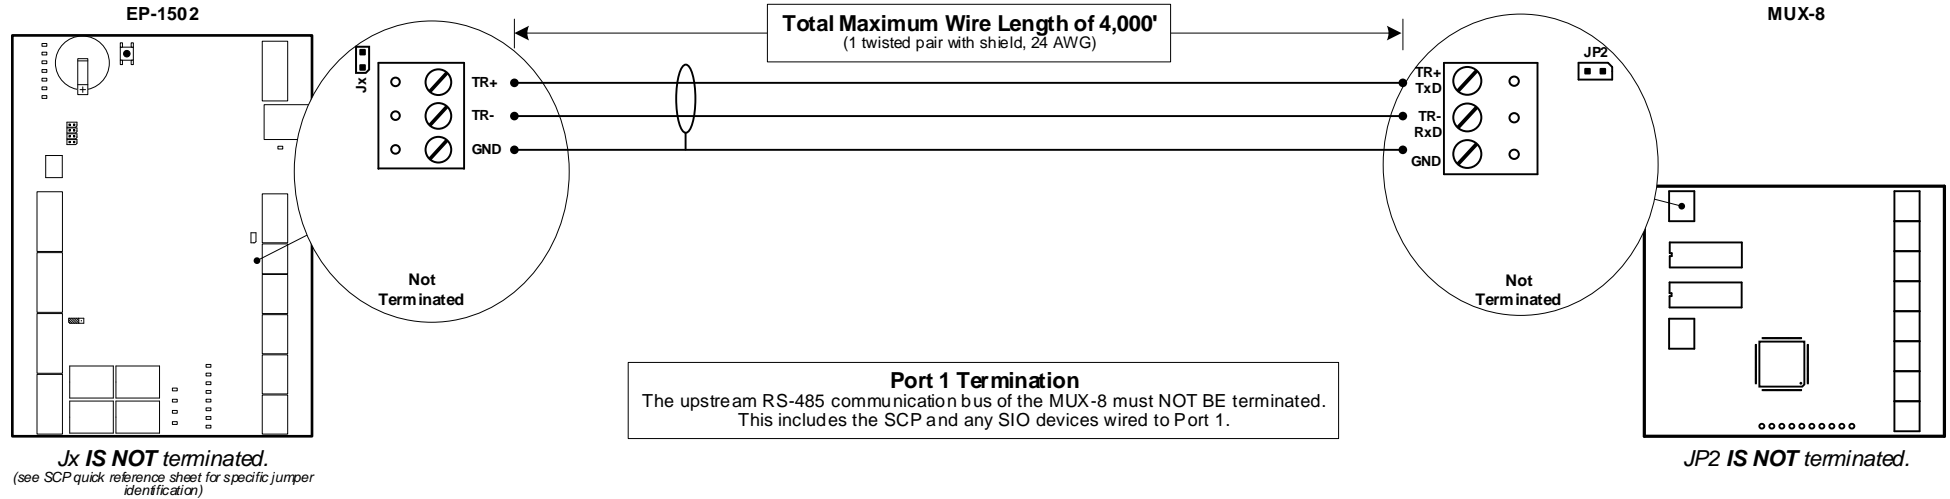 EP-1502
MUX-8
Total Maximum Wire Length of 4,000'
(1 twisted pair with shield, 24 AWG)
Jx
TR+
TR-
GND
JP2
TR+
TxD
TR-
RxD
GND
+
Not
Terminated
Not
Terminated
Port 1 Termination
The upstream RS-485 communication bus of the MUX-8 must NOT BE terminated.
This includes the SCP and any SIO devices wired to Port 1.
Jx IS NOT terminated.
(see SCP quick reference sheet for specific jumper
identification)
JP2 IS NOT terminated.